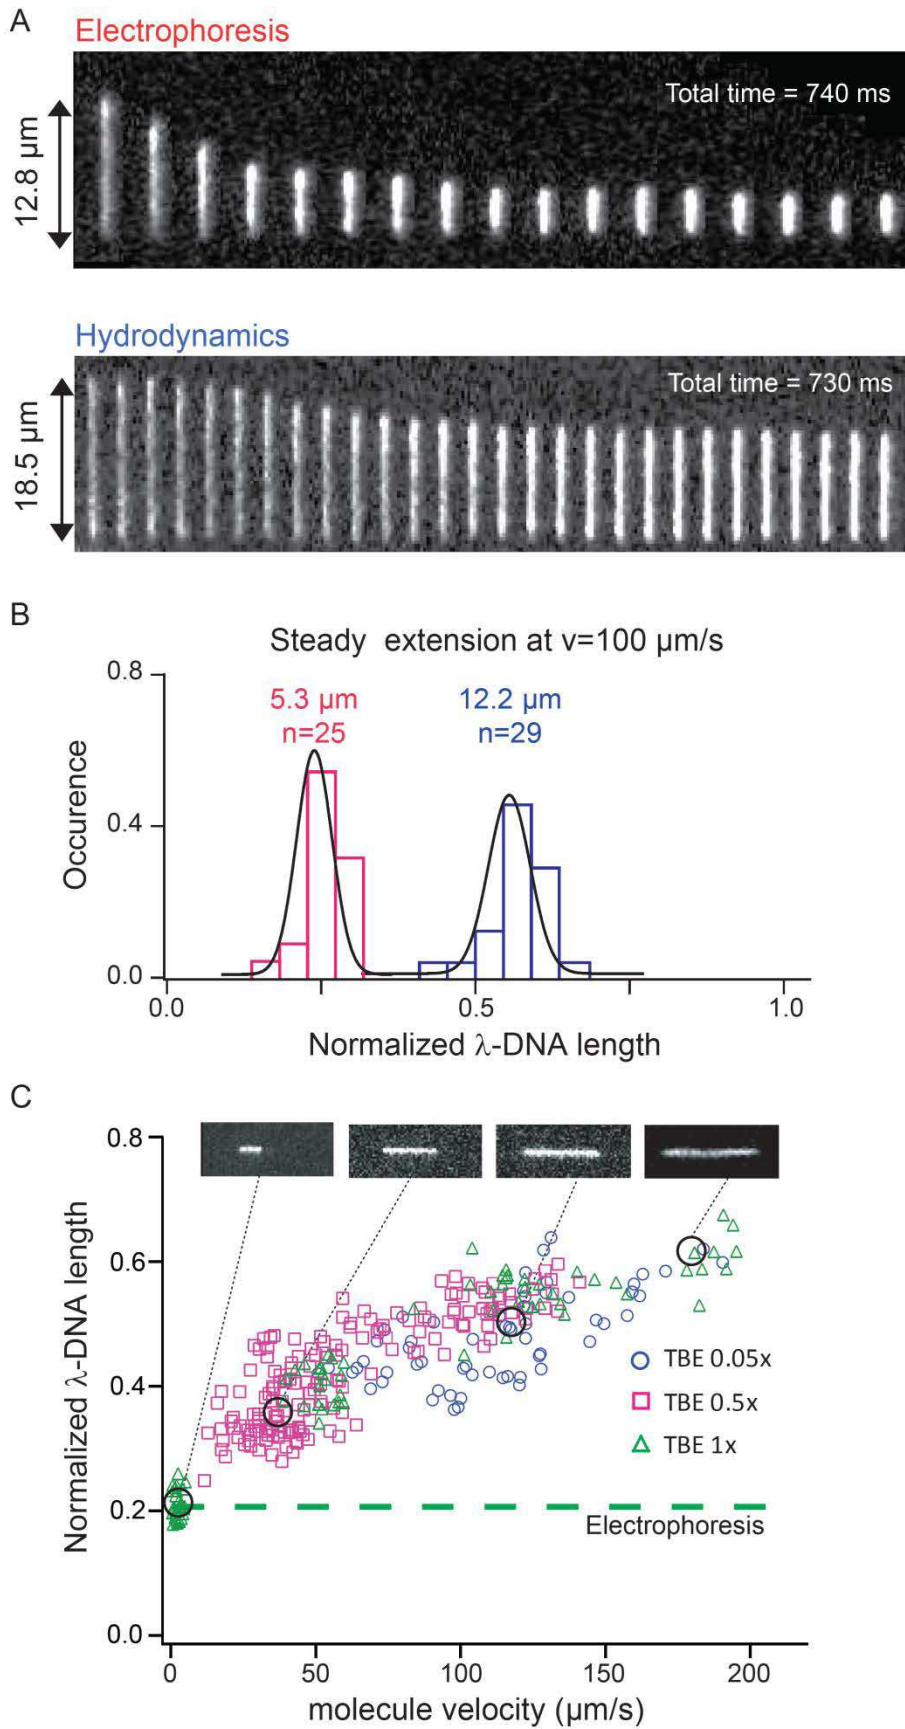 A
Electrophoresis
Total time = 740 ms
12.8 µm
Hydrodynamics
Total time = 730 ms
18.5 µm
B
Steady extension at v=100 µm/s
0.8
5.3 µm
n=25
12.2 µm
n=29
Occurence
0.4
0.0
0.0
0.5
1.0
Normalized λ-DNA length
C
0.8
Normalized λ-DNA length
0.6
TBE 0.05x
TBE 0.5x
0.4
TBE 1x
0.2
Electrophoresis
0.0
0
50
100
150
200
molecule velocity (µm/s)